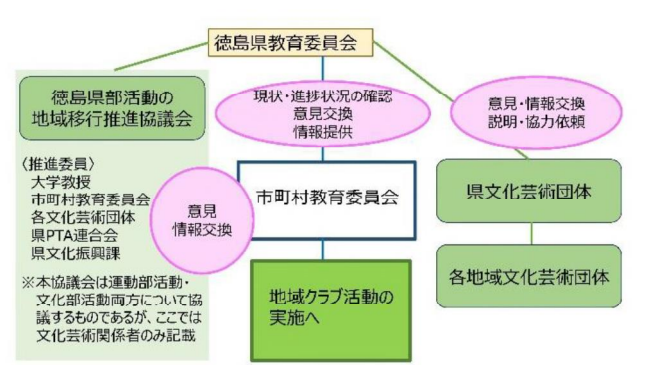 徳島県教育委員会
徳島県部活動の
地域移行推進協議会
〈推進委員〉
大学教授
市町村教育委員会
各文化芸術団体
県PTA連合会
県文化振興課
※本協議会は運動部活動・
文化部活動両方について協
議するものであるが、ここでは
文化芸術関係者のみ記載
現状・進捗状況の確認
意見交換
情報提供
意見
情報交換
市町村教育委員会
地域クラブ活動の
実施へ
意見・情報交換
説明・協力依頼
県文化芸術団体
各地域文化芸術団体